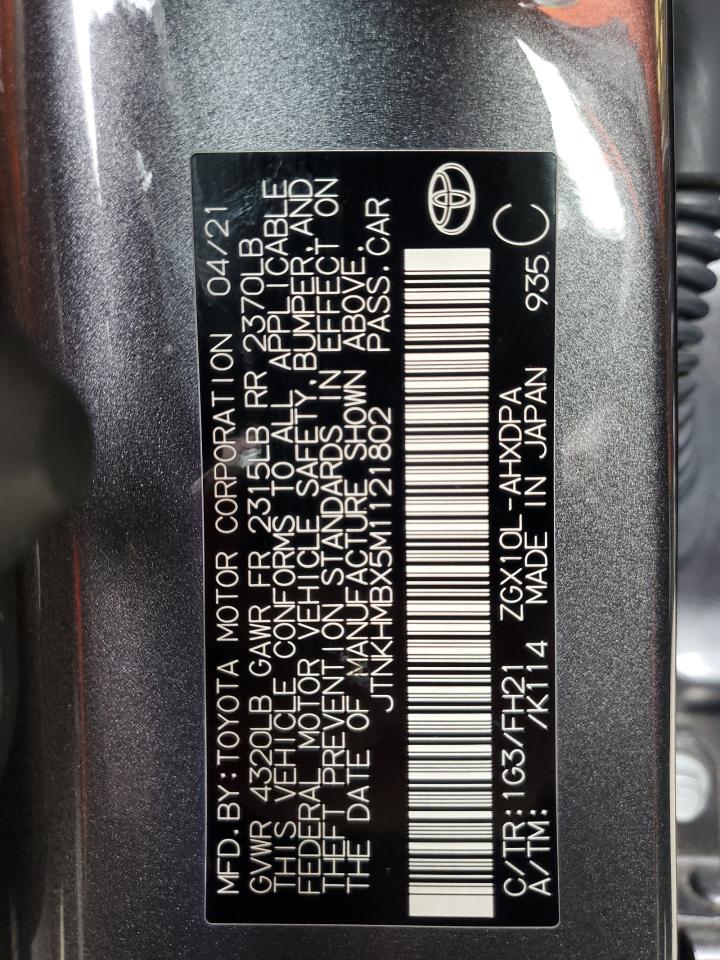 MFD.BY:TOYOTA MOTOR CORPORATION 04/21
GVWR 4320LB GAWR FR 2315LB RR 2370LB
THIS VEHICLE CONFORMS TO ALL APPLICABLE
FEDERAL MOTOR VEHICLE SAFETY,BUMPER,AND
THEFT PREVENTION STANDARDS IN EFFECT ON
THE DATE OF MANUFACTURE SHOWN ABOVE.
JTNKHMBX5M1121802 PASS.CAR
C/TR:1G3/FH21 ZGX10L-AHXDPA 935 C
A/TM: /K114 MADE IN JAPAN